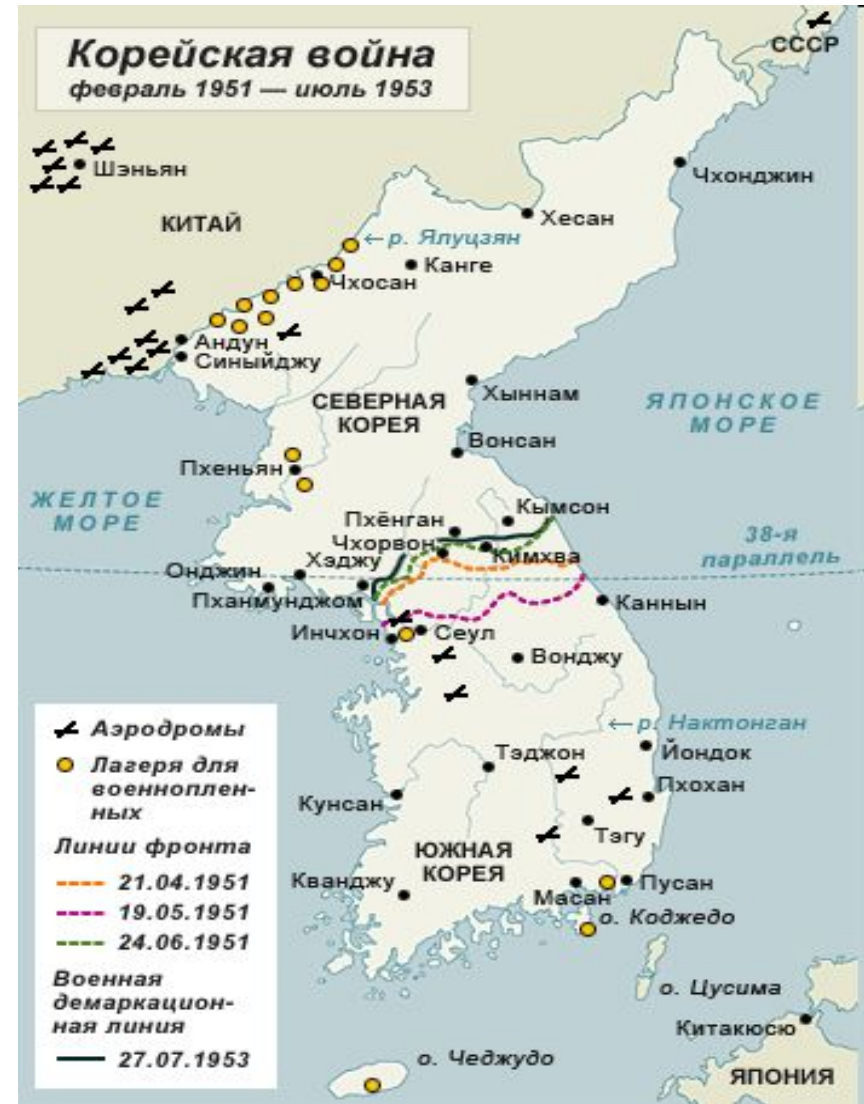 Корейская война
февраль 1951 — июль 1953
СССР
Шэньян
Чхонджин
КИТАЙ
Хесан
← р. Ялуцзян
Канге
Чхосан
Андун
Синыйджу
Хыннам
СЕВЕРНАЯ
КОРЕЯ
ЯПОНСКОЕ
МОРЕ
Вонсан
Пхеньян
ЖЕЛТОЕ
МОРЕ
Кымсон
Пхёнган
Чхорвон
Кимхва
38-я
параллель
Хэджу
Онджин
Пханмунджом
Каннын
Инчхон
Сеул
Вонджу
← р. Нактонган
Тэджон
Йондок
Пхохан
Кунсан
Тэгу
ЮЖНАЯ
КОРЕЯ
Кванджу
Масан
Пусан
о. Коджедо
о. Цусима
Китакюсю
о. Чеджудо
ЯПОНИЯ
Аэродромы
Лагеря для
военноплен-
ных
Линии фронта
21.04.1951
19.05.1951
24.06.1951
Военная
демаркацион-
ная линия
27.07.1953